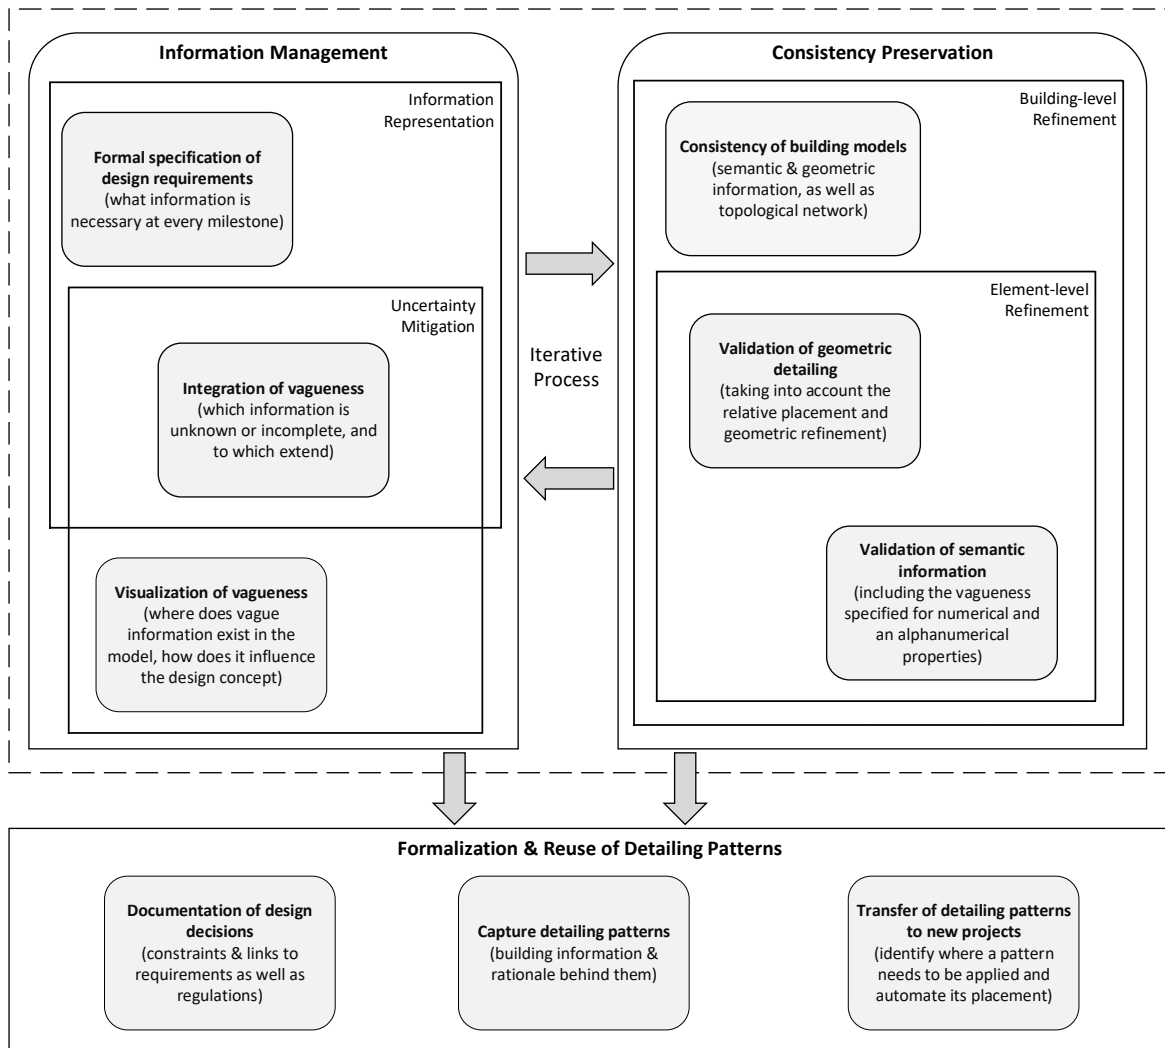 Information Management
Information
Representation
Formal specification of
design requirements
(what information is
necessary at every milestone)
Uncertainty
Mitigation
Integration of vagueness
(which information is
unknown or incomplete, and
to which extend)
Visualization of vagueness
(where does vague
information exist in the
model, how does it influence
the design concept)
Iterative
Process
Consistency Preservation
Building-level
Refinement
Consistency of building models
(semantic & geometric
information, as well as
topological network)
Element-level
Refinement
Validation of geometric
detailing
(taking into account the
relative placement and
geometric refinement)
Validation of semantic
information
(including the vagueness
specified for numerical and
an alphanumerical
properties)
Formalization & Reuse of Detailing Patterns
Documentation of design
decisions
(constraints & links to
requirements as well as
regulations)
Capture detailing patterns
(building information &
rationale behind them)
Transfer of detailing patterns
to new projects
(identify where a pattern
needs to be applied and
automate its placement)